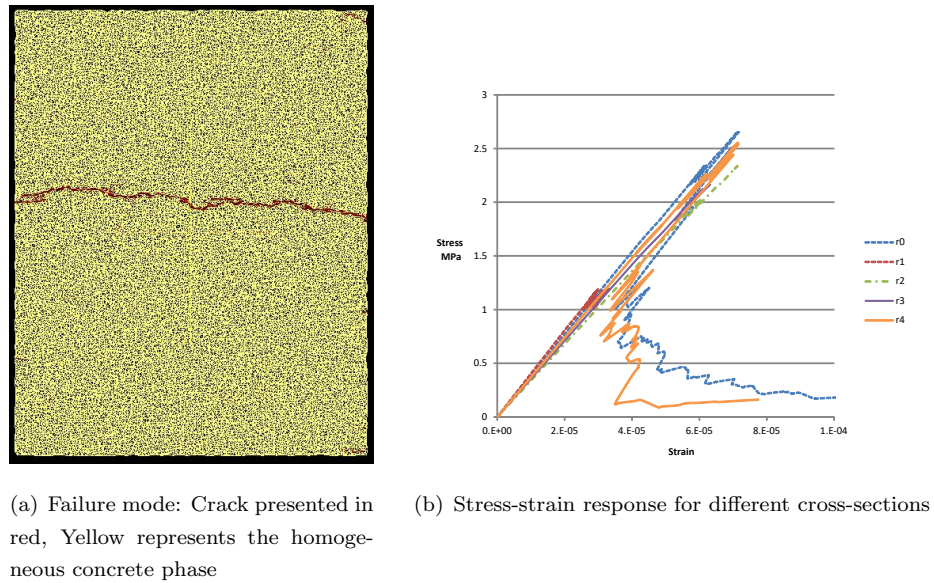 3
2.5
2
Stress
MPa
1.5
1
0.5
0
0.E+00 2.E-05 4.E-05 6.E-05 8.E-05 1.E-04
Strain
r0
r1
r2
r3
r4
(a) Failure mode: Crack presented in
red, Yellow represents the homoge-
neous concrete phase
(b) Stress-strain response for different cross-sections